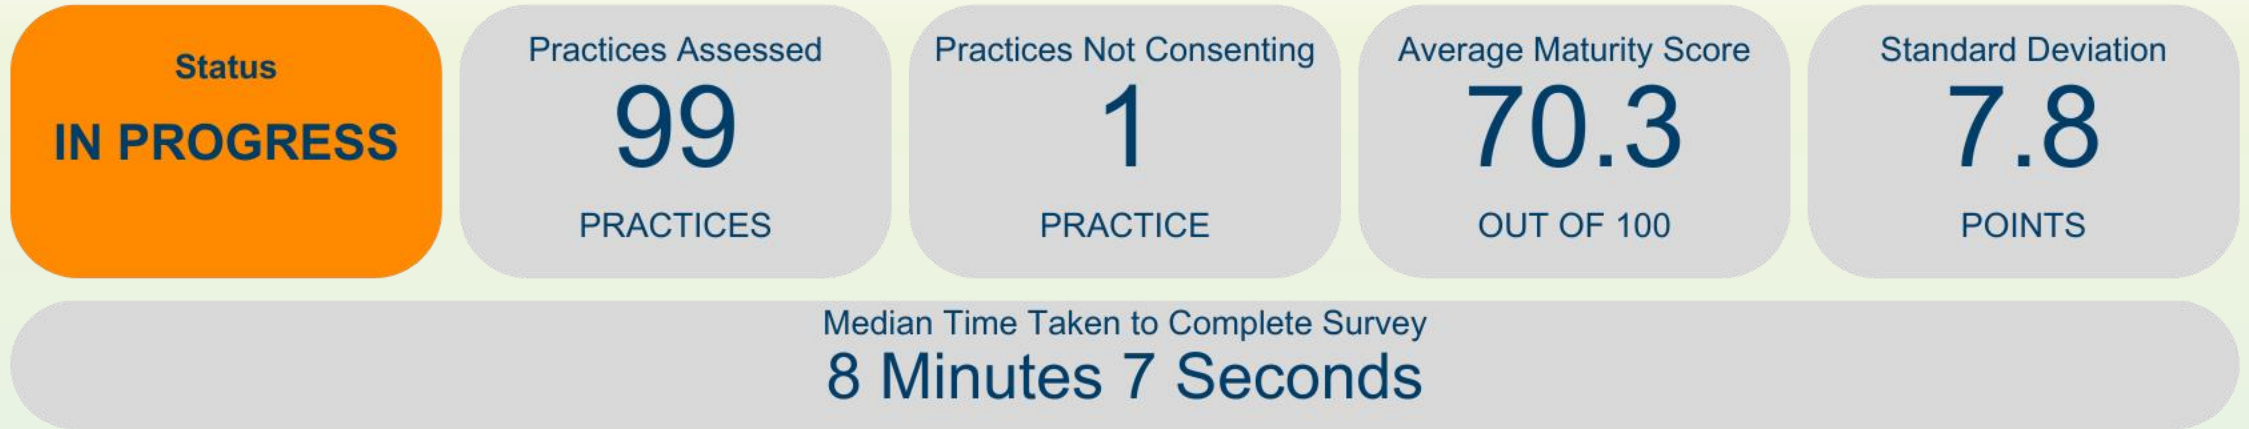 Status
IN PROGRESS
Practices Assessed
99
PRACTICES
Practices Not Consenting
1
PRACTICE
Average Maturity Score
70.3
OUT OF 100
Standard Deviation
7.8
POINTS
Median Time Taken to Complete Survey
8 Minutes 7 Seconds